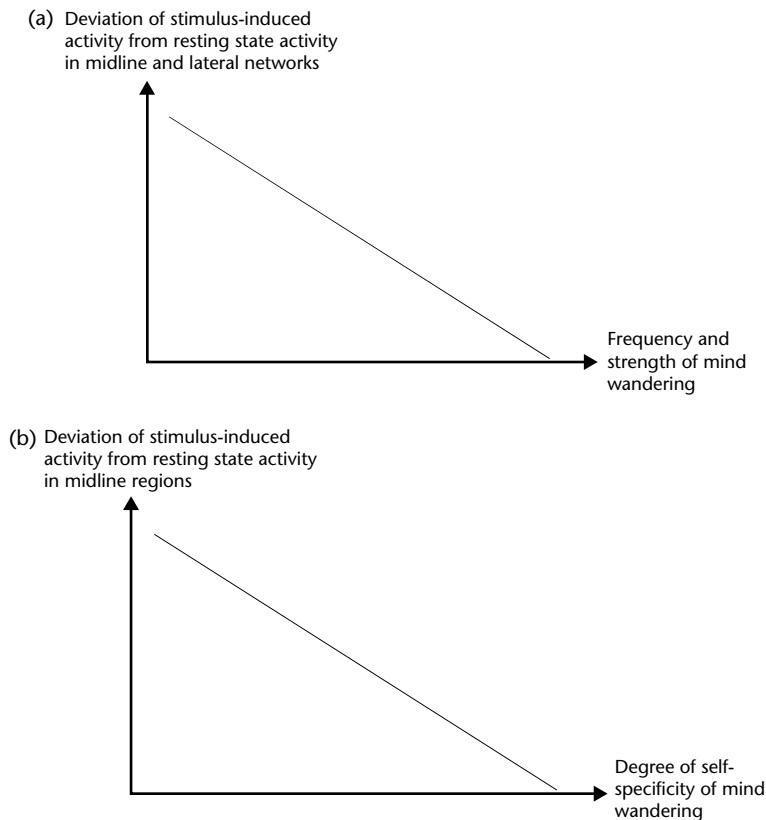 (a) Deviation of stimulus-induced
activity from resting state activity
in midline and lateral networks
Frequency and
strength of mind
wandering
(b) Deviation of stimulus-induced
activity from resting state activity
in midline regions
Degree of self-
specificity of mind
wandering